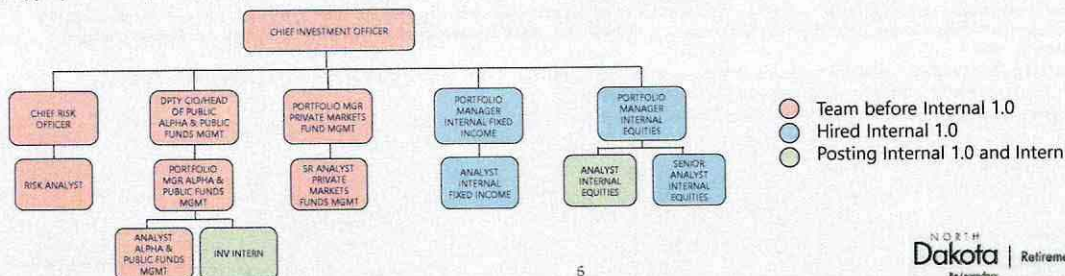 CHIEF INVESTMENT OFFICER
CHIEF RISK
OFFICER
DPTY CIO/HEAD
OF PUBLIC
ALPHA & PUBLIC
FUNDS MGMT
PORTFOLIO MGR
PRIVATE MARKETS
FUND MGMT
PORTFOLIO
MANAGER
INTERNAL FIXED
INCOME
PORTFOLIO
MANAGER
INTERNAL
EQUITIES
RISK ANALYST
PORTFOLIO
MGR ALPHA &
PUBLIC FUNDS
MGMT
SR ANALYST
PRIVATE
MARKETS
FUNDS MGMT
ANALYST
INTERNAL
FIXED INCOME
ANALYST
INTERNAL
EQUITIES
SENIOR
ANALYST
INTERNAL
EQUITIES
ANALYST
ALPHA &
PUBLIC FUNDS
MGMT
INV INTERN
Team before Internal 1.0
Hired Internal 1.0
Posting Internal 1.0 and Intern
5
NORTH
Dakota | Retireme